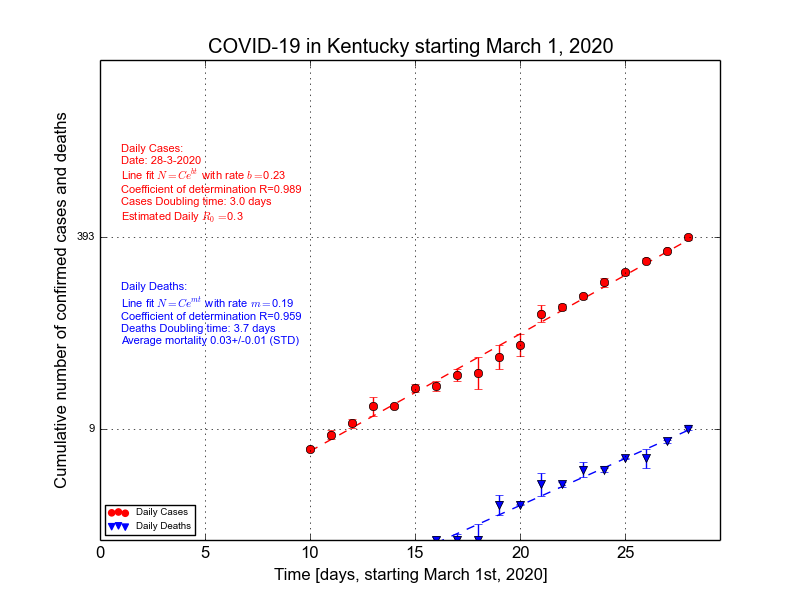 COVID-19 in Kentucky starting March 1, 2020
Cumulative number of confirmed cases and deaths
Daily Cases:
Date: 28-3-2020
Line fit N = Ce^{bt} with rate b = 0.23
Coefficient of determination R=0.989
Cases Doubling time: 3.0 days
Estimated Daily R_0 = 0.3
393
Daily Deaths:
Line fit N = Ce^{mt} with rate m = 0.19
Coefficient of determination R=0.959
Deaths Doubling time: 3.7 days
Average mortality 0.03+/-0.01 (STD)
9
Daily Cases
Daily Deaths
0 5 10 15 20 25
Time [days, starting March 1st, 2020]